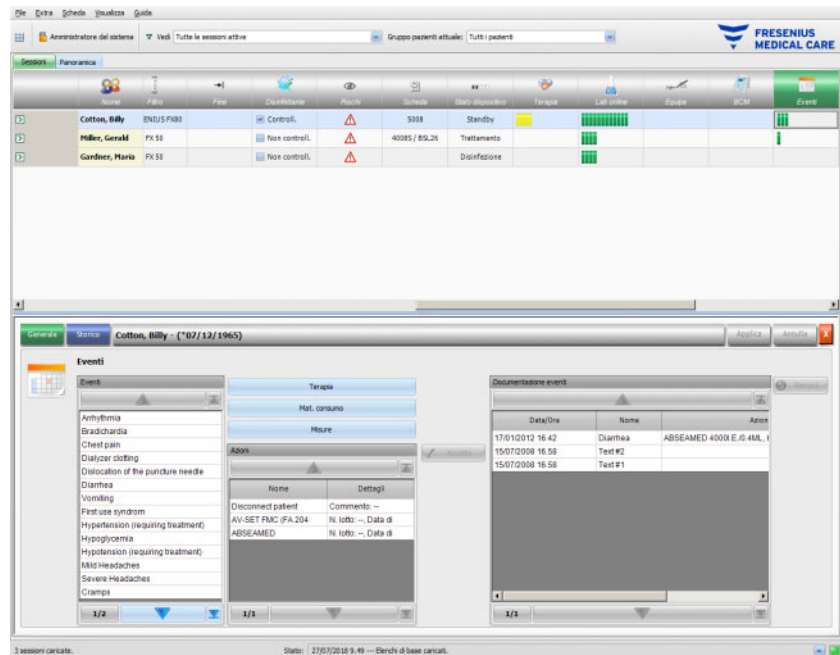 File Extra Scheda Visualizza Guida
Amministratore del sistema Vedi Tutte le sessioni attive Gruppo pazienti attuale: Tutti i pazienti
FRESENIUS
MEDICAL CARE
Sessioni Panoramica
Nome Filtro Fine Disinfettante Rischi Scheda Stato dispositivo Terapia Lab online Equipe BCM Eventi
Cotton, Billy ENIUS FX80 Controll. 5008 Standby
Miller, Gerald FX 50 Non controll. 4008S / BSL26 Trattamento
Gardner, Maria FX 50 Non controll. Disinfezione
Generale Storico Cotton, Billy - (*07/12/1965) Applica Annulla X
Eventi
Eventi
Arrhythmia
Bradichardia
Chest pain
Dialyzer clotting
Dislocation of the puncture needle
Diarrhea
Vomiting
First use syndrom
Hypertension (requiring treatment)
Hypoglycemia
Hypotension (requiring treatment)
Mild Headaches
Severe Headaches
Cramps
1/2
Terapia
Mat. consumo
Misure
Azioni
Nome Dettagli
Disconnect patient Commento: --
AV-SET FMC (FA 204 N. lotto: --, Data di
ABSEAMED N. lotto: --, Data di
1/1
Documentazione eventi
Data/Ora Nome Azion
17/01/2012 16.42 Diarrhea ABSEAMED 4000I.E./0.4ML,
15/07/2008 16.58 Text #2
15/07/2008 16.58 Text #1
1/1
3 sessioni caricate. Stato: 27/07/2018 9.49 --- Elenchi di base caricati.